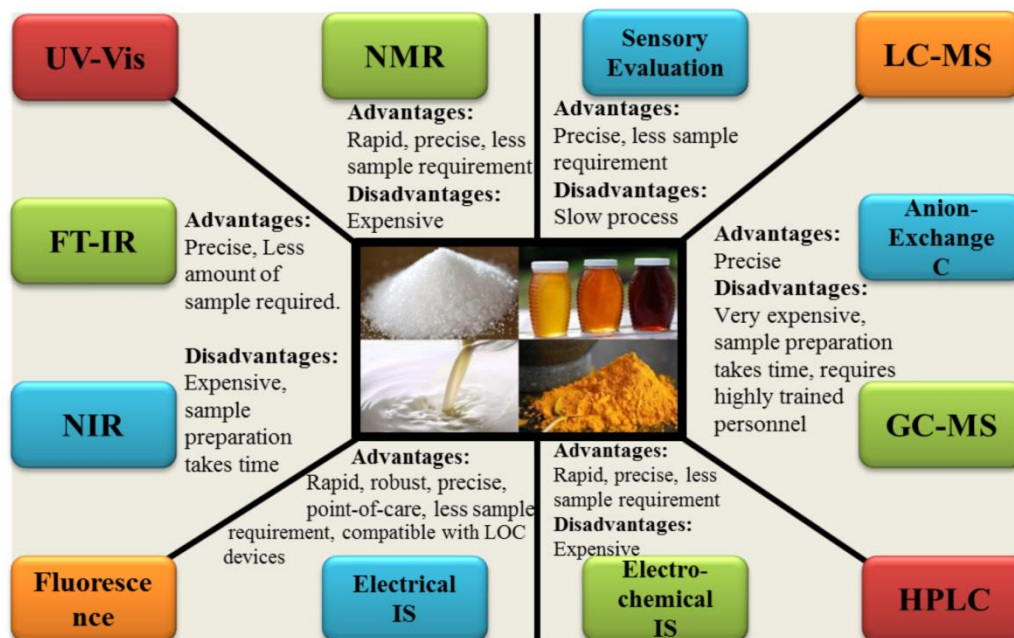 UV-Vis
NMR
Advantages:
Rapid, precise, less
sample requirement
Disadvantages:
Expensive
Sensory
Evaluation
Advantages:
Precise, less sample
requirement
Disadvantages:
Slow process
LC-MS
FT-IR
Advantages:
Precise, Less
amount of
sample required.
Disadvantages:
Expensive,
sample
preparation
takes time
NIR
Anion-
Exchange
C
Advantages:
Precise
Disadvantages:
Very expensive,
sample preparation
takes time, requires
highly trained
personnel
GC-MS
Advantages:
Rapid, robust, precise,
point-of-care, less sample
requirement, compatible with LOC
devices
Advantages:
Rapid, precise, less
sample requirement
Disadvantages:
Expensive
Fluoresce
nce
Electrical
IS
Electro-
chemical
IS
HPLC